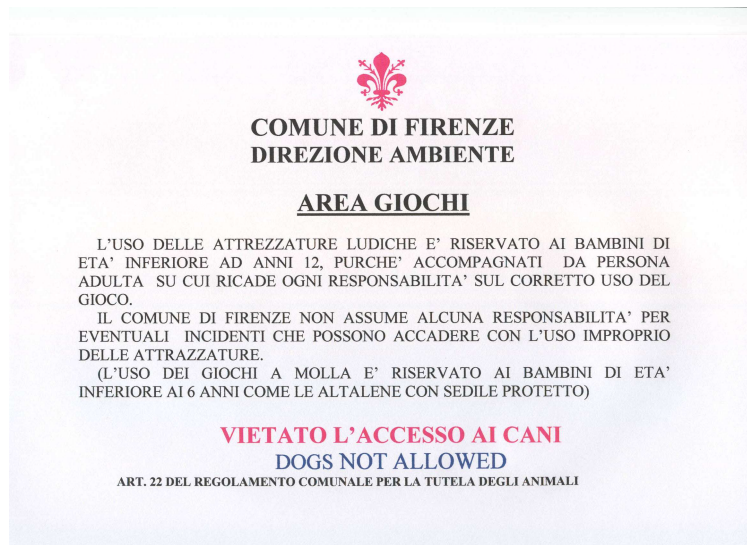 COMUNE DI FIRENZE
DIREZIONE AMBIENTE
AREA GIOCHI
L'USO DELLE ATTREZZATURE LUDICHE E' RISERVATO AI BAMBINI DI
ETA' INFERIORE AD ANNI 12, PURCHE' ACCOMPAGNATI DA PERSONA
ADULTA SU CUI RICADE OGNI RESPONSABILITA' SUL CORRETTO USO DEL
GIOCO.
IL COMUNE DI FIRENZE NON ASSUME ALCUNA RESPONSABILITA' PER
EVENTUALI INCIDENTI CHE POSSONO ACCADERE CON L'USO IMPROPRIO
DELLE ATTRAZZATURE.
(L'USO DEI GIOCHI A MOLLA E' RISERVATO AI BAMBINI DI ETA'
INFERIORE AI 6 ANNI COME LE ALTALENE CON SEDILE PROTETTO)
VIETATO L'ACCESSO AI CANI
DOGS NOT ALLOWED
ART. 22 DEL REGOLAMENTO COMUNALE PER LA TUTELA DEGLI ANIMALI